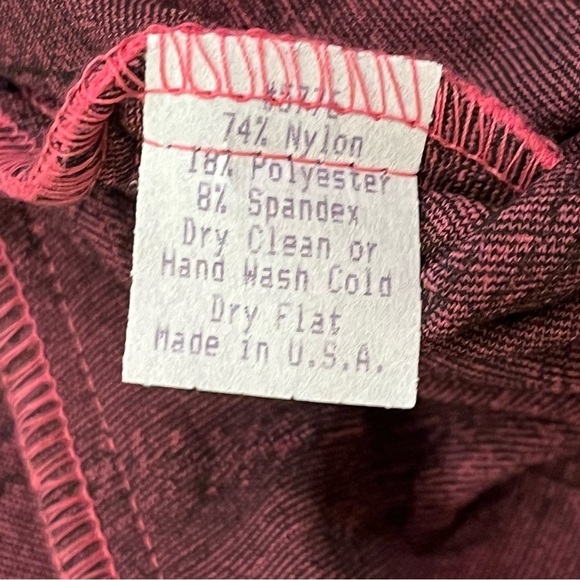 74% Nylon
18% Polyester
8% Spandex
Dry Clean or
Hand Wash Cold
Dry Flat
Made in U.S.A.